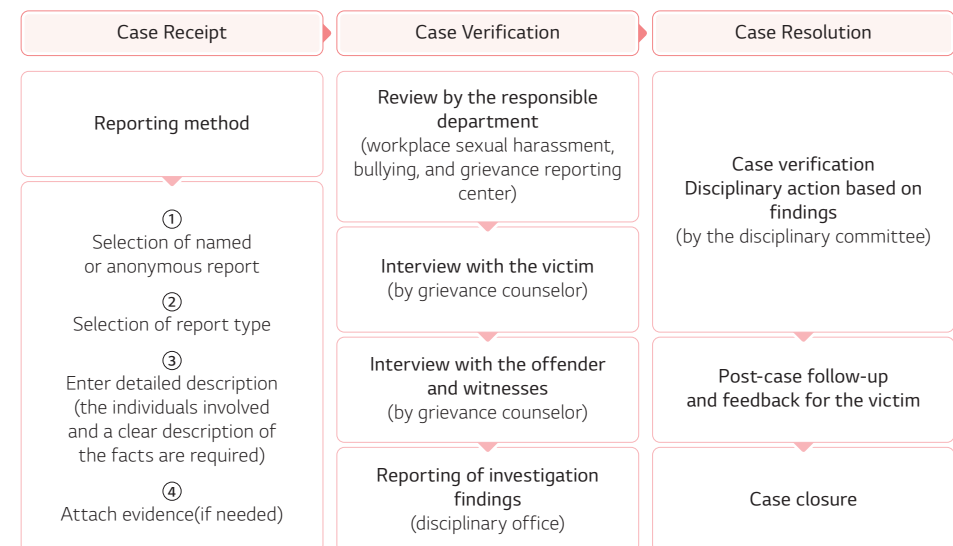 Case Receipt
Case Verification
Case Resolution
Reporting method
①
Selection of named
or anonymous report
②
Selection of report type
③
Enter detailed description
(the individuals involved
and a clear description of
the facts are required)
④
Attach evidence(if needed)
Review by the responsible
department
(workplace sexual harassment,
bullying, and grievance reporting
center)
Interview with the victim
(by grievance counselor)
Interview with the offender
and witnesses
(by grievance counselor)
Reporting of investigation
findings
(disciplinary office)
Case verification
Disciplinary action based on
findings
(by the disciplinary committee)
Post-case follow-up
and feedback for the victim
Case closure